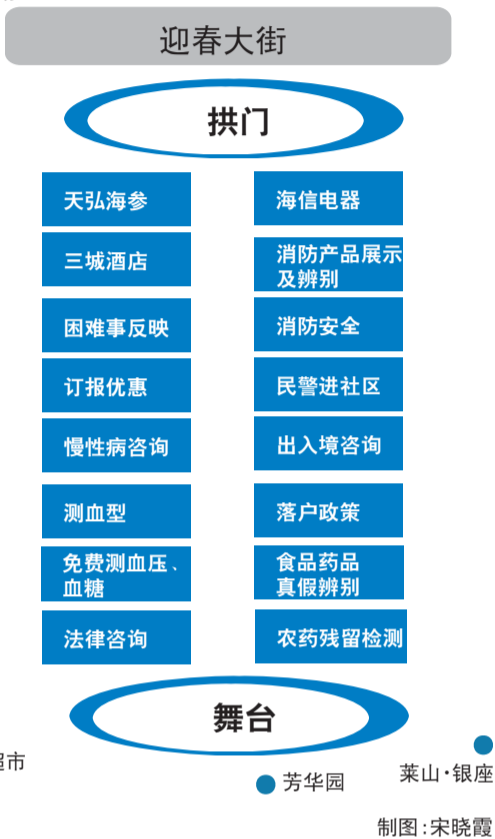 迎春大街
拱门
天弘海参
海信电器
三城酒店
消防产品展示
及辨别
困难事反映
消防安全
订报优惠
民警进社区
慢性病咨询
出入境咨询
测血型
落户政策
免费测血压、
血糖
食品药品
真假辨别
法律咨询
农药残留检测
舞台
超市
芳华园
莱山·银座
制图:宋晓霞